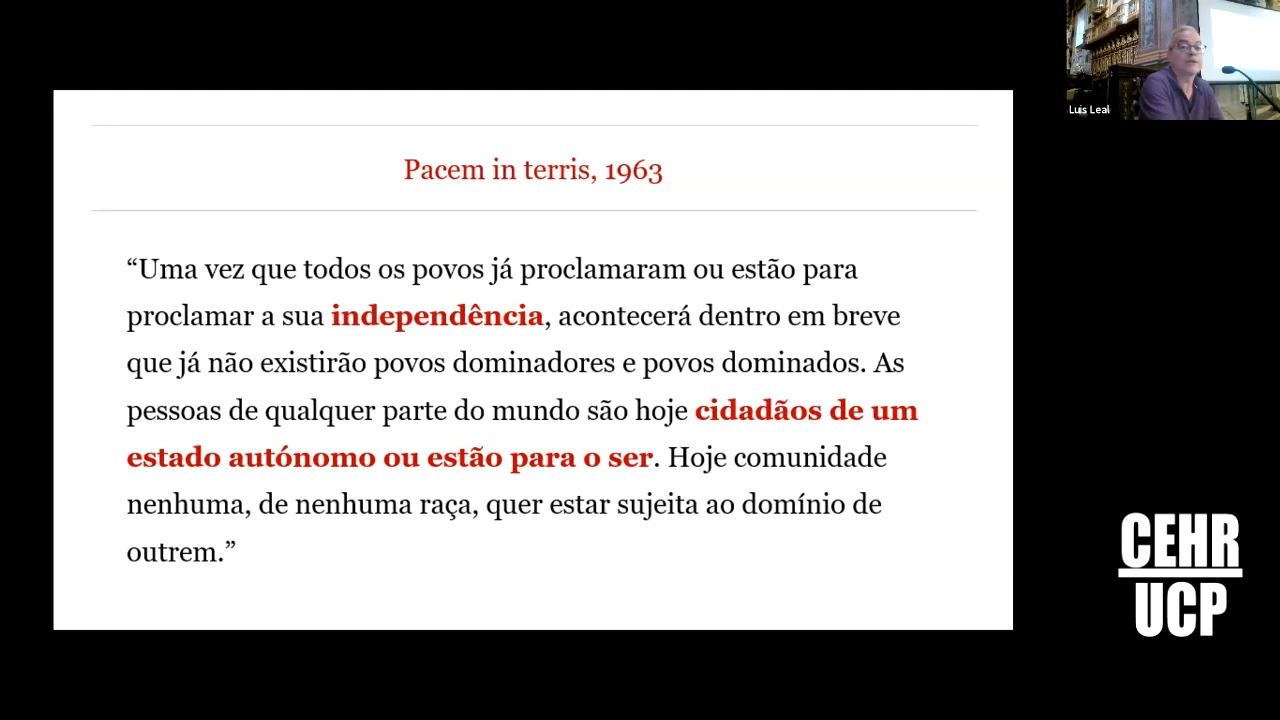 Pacem in terris, 1963
“Uma vez que todos os povos já proclamaram ou estão para
proclamar a sua independência, acontecerá dentro em breve
que já não existirão povos dominadores e povos dominados. As
pessoas de qualquer parte do mundo são hoje cidadãos de um
estado autónomo ou estão para o ser. Hoje comunidade
nenhuma, de nenhuma raça, quer estar sujeita ao domínio de
outrem.”
Luis Leal
CEHR
UCP